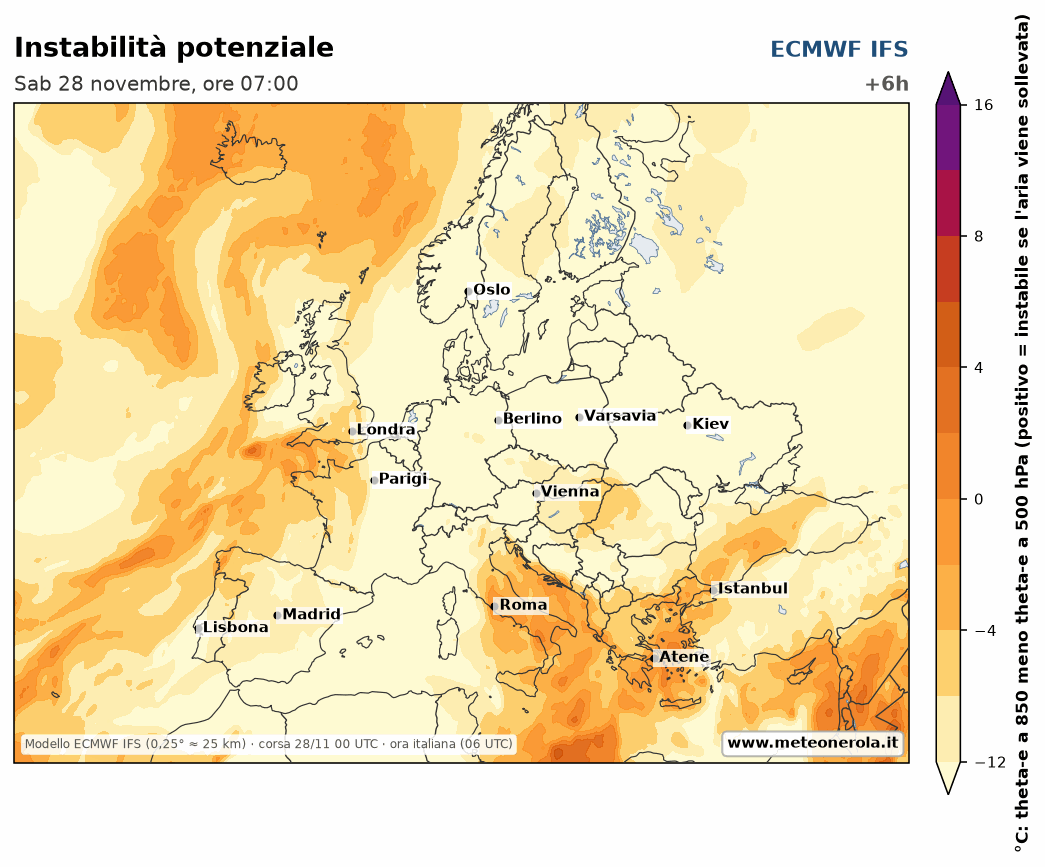 Instabilità potenziale
ECMWF IFS
Sab 28 novembre, ore 07:00
+6h
Oslo
Berlino
Varsavia
Kiev
Londra
Parigi
Vienna
Roma
Istanbul
Madrid
Lisbona
Atene
Modello ECMWF IFS (0,25° ≈ 25 km) · corsa 28/11 00 UTC · ora italiana (06 UTC)
www.meteonerola.it
16
8
4
0
−4
−12
°C: theta-e a 850 meno theta-e a 500 hPa (positivo = instabile se l'aria viene sollevata)